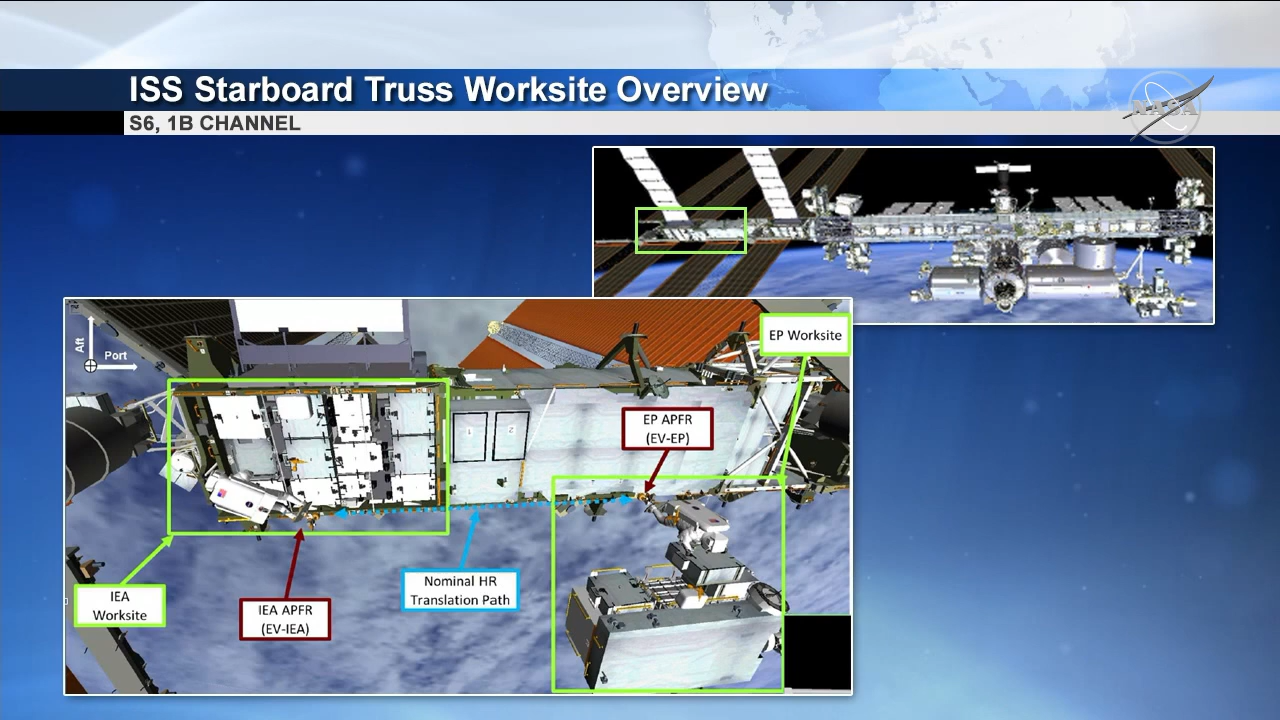 ISS Starboard Truss Worksite Overview
S6, 1B CHANNEL
NASA
EP Worksite
Aft
Port
EP APFR
(EV-EP)
1
2
Nominal HR
Translation Path
IEA
Worksite
IEA APFR
(EV-IEA)